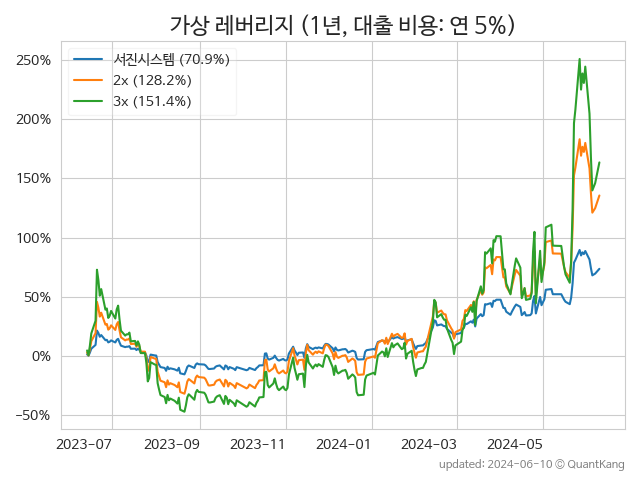 가상 레버리지 (1년, 대출 비용: 연 5%)
250%
200%
150%
100%
50%
0%
−50%
서진시스템 (70.9%)
2x (128.2%)
3x (151.4%)
2023-07
2023-09
2023-11
2024-01
2024-03
2024-05
updated: 2024-06-10 © QuantKang